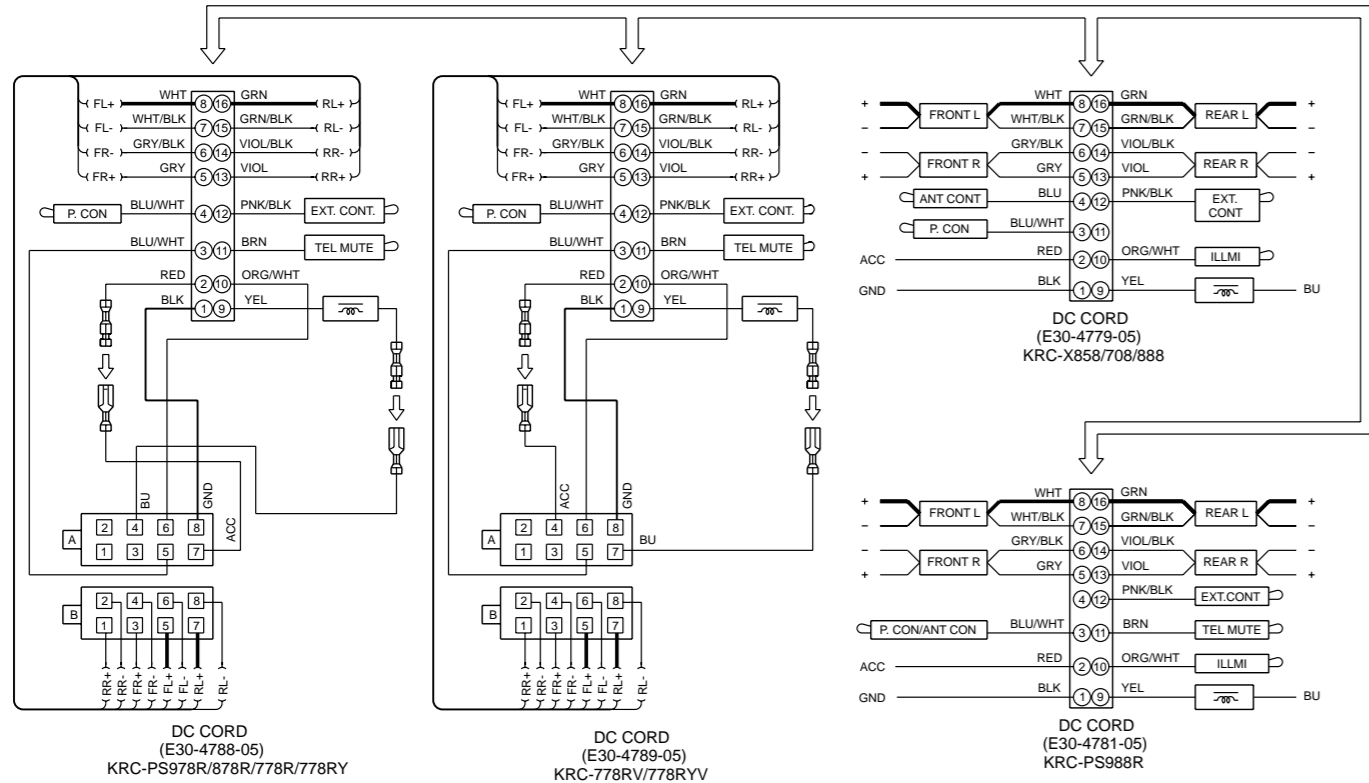 FL+ WHT 8 16 GRN RL+
FL- WHT/BLK 7 15 GRN/BLK RL-
FR- GRY/BLK 6 14 VIOL/BLK RR-
FR+ GRY 5 13 VIOL RR+
P. CON BLU/WHT 4 12 PNK/BLK EXT. CONT.
BLU/WHT 3 11 BRN TEL MUTE
RED 2 10 ORG/WHT
BLK 1 9 YEL
BU GND ACC
A 2 4 6 8
1 3 5 7
B 2 4 6 8
1 3 5 7
RR+ RR- FR+ FR- FL+ FL- RL+ RL-
DC CORD
(E30-4788-05)
KRC-PS978R/878R/778R/778RY
FL+ WHT 8 16 GRN RL+
FL- WHT/BLK 7 15 GRN/BLK RL-
FR- GRY/BLK 6 14 VIOL/BLK RR-
FR+ GRY 5 13 VIOL RR+
P. CON BLU/WHT 4 12 PNK/BLK EXT. CONT.
BLU/WHT 3 11 BRN TEL MUTE
RED 2 10 ORG/WHT
BLK 1 9 YEL
ACC GND BU
A 2 4 6 8
1 3 5 7
B 2 4 6 8
1 3 5 7
RR+ RR- FR+ FR- FL+ FL- RL+ RL-
DC CORD
(E30-4789-05)
KRC-778RV/778RYV
+ FRONT L WHT 8 16 GRN REAR L +
− WHT/BLK 7 15 GRN/BLK −
− FRONT R GRY/BLK 6 14 VIOL/BLK REAR R −
+ GRY 5 13 VIOL +
ANT CONT BLU 4 12 PNK/BLK EXT.
CONT
P. CON BLU/WHT 3 11
ACC RED 2 10 ORG/WHT ILLMI
GND BLK 1 9 YEL BU
DC CORD
(E30-4779-05)
KRC-X858/708/888
+ FRONT L WHT 8 16 GRN REAR L +
− WHT/BLK 7 15 GRN/BLK −
− FRONT R GRY/BLK 6 14 VIOL/BLK REAR R −
+ GRY 5 13 VIOL +
4 12 PNK/BLK EXT.CONT
P. CON/ANT CON BLU/WHT 3 11 BRN TEL MUTE
ACC RED 2 10 ORG/WHT ILLMI
GND BLK 1 9 YEL BU
DC CORD
(E30-4781-05)
KRC-PS988R